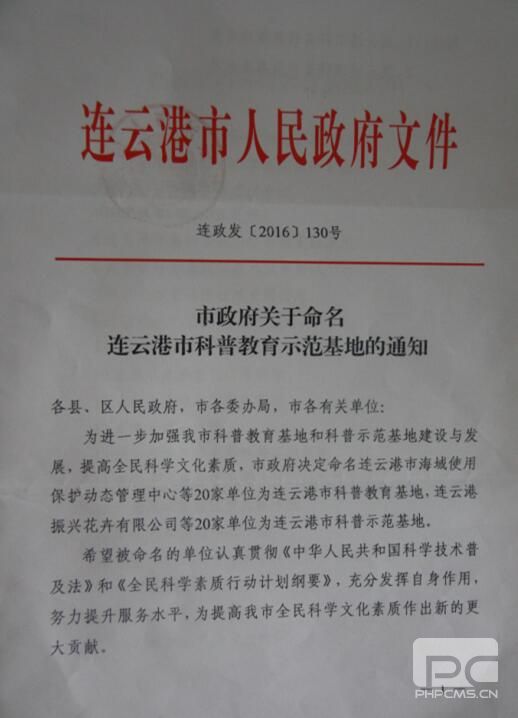 连云港市人民政府文件
连政发〔2016〕130号
市政府关于命名
连云港市科普教育示范基地的通知
各县、区人民政府，市各委办局，市各有关单位：
为进一步加强我市科普教育基地和科普示范基地建设与发
展，提高全民科学文化素质，市政府决定命名连云港市海域使用
保护动态管理中心等20家单位为连云港市科普教育基地，连云港
振兴花卉有限公司等20家单位为连云港市科普示范基地。
希望被命名的单位认真贯彻《中华人民共和国科学技术普
及法》和《全民科学素质行动计划纲要》，充分发挥自身作用，
努力提升服务水平，为提高我市全民科学文化素质作出新的更
大贡献。
PC
PHPCMS.CN